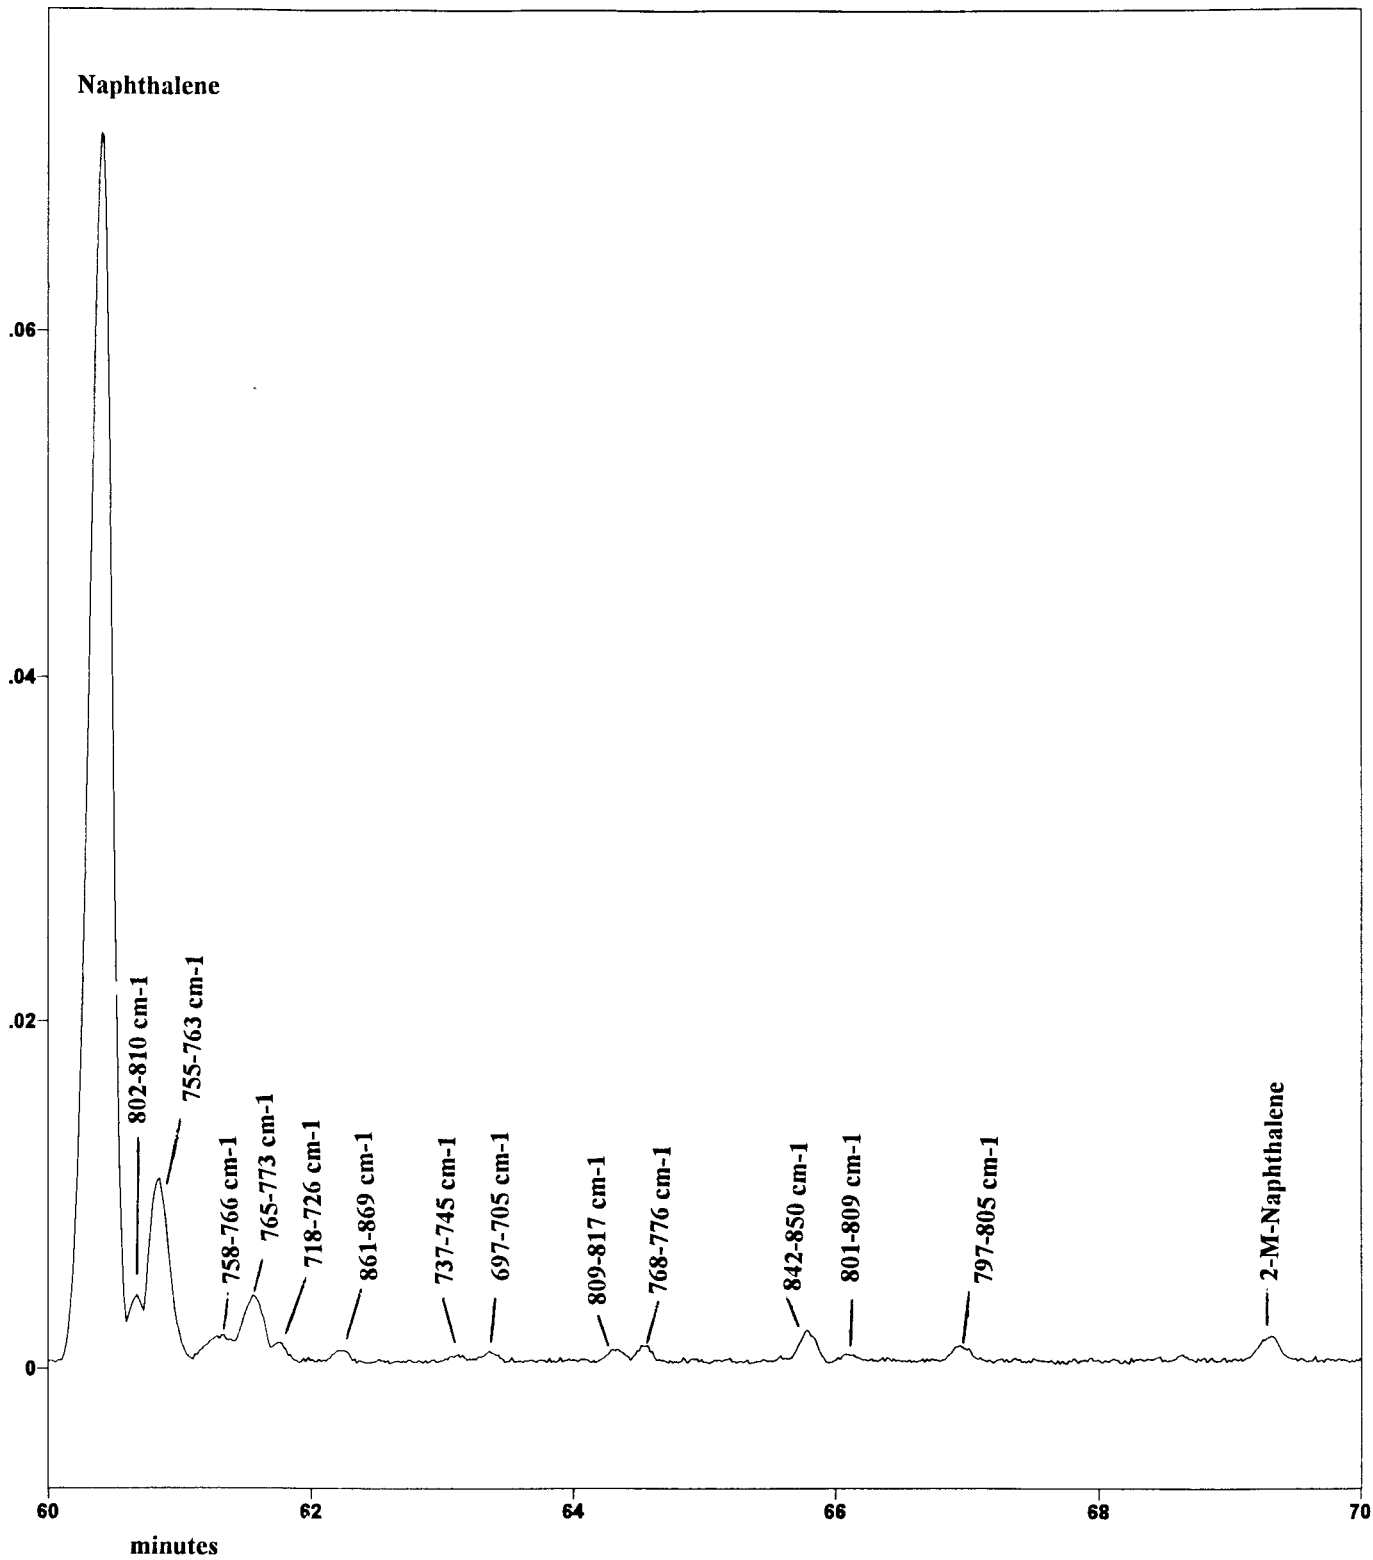 Naphthalene
.06
.04
.02
0
802-810 cm-1
755-763 cm-1
758-766 cm-1
765-773 cm-1
718-726 cm-1
861-869 cm-1
737-745 cm-1
697-705 cm-1
809-817 cm-1
768-776 cm-1
842-850 cm-1
801-809 cm-1
797-805 cm-1
2-M-Naphthalene
60 62 64 66 68 70
minutes